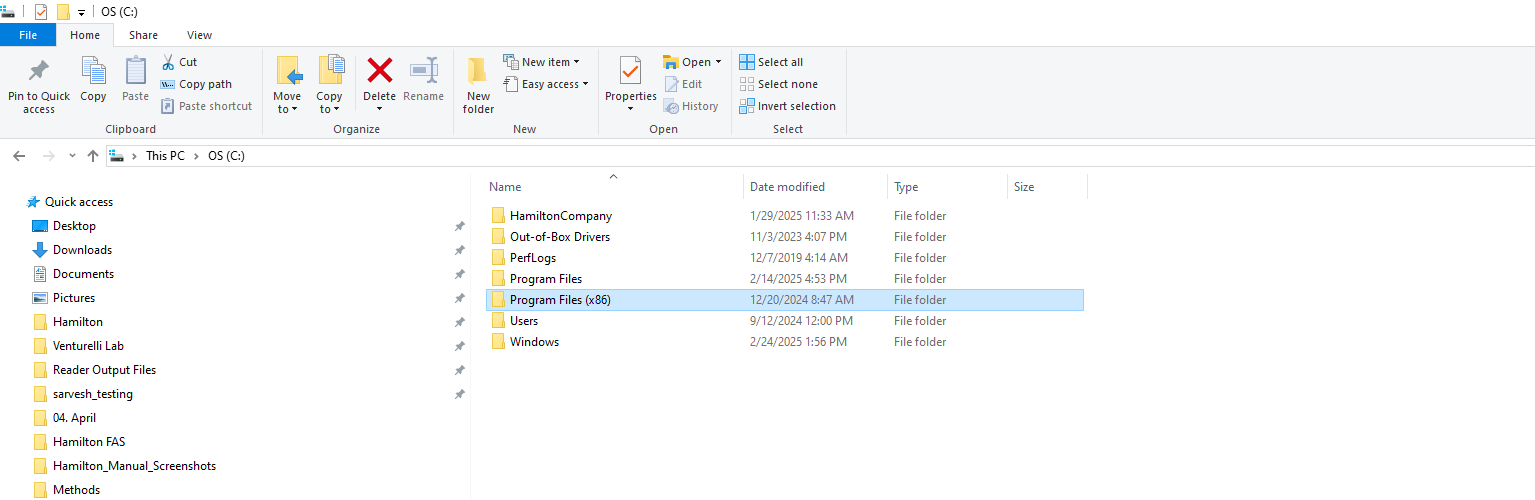 OS (C:)
File Home Share View
Pin to Quick access
Copy
Paste
Cut
Copy path
Paste shortcut
Clipboard
Move to
Copy to
Delete
Rename
Organize
New folder
New item
Easy access
New
Properties
Open
Edit
History
Open
Select all
Select none
Invert selection
Select
This PC > OS (C:)
Quick access
Desktop
Downloads
Documents
Pictures
Hamilton
Venturelli Lab
Reader Output Files
sarvesh_testing
04. April
Hamilton FAS
Hamilton_Manual_Screenshots
Methods
Name Date modified Type Size
HamiltonCompany 1/29/2025 11:33 AM File folder
Out-of-Box Drivers 11/3/2023 4:07 PM File folder
PerfLogs 12/7/2019 4:14 AM File folder
Program Files 2/14/2025 4:53 PM File folder
Program Files (x86) 12/20/2024 8:47 AM File folder
Users 9/12/2024 12:00 PM File folder
Windows 2/24/2025 1:56 PM File folder